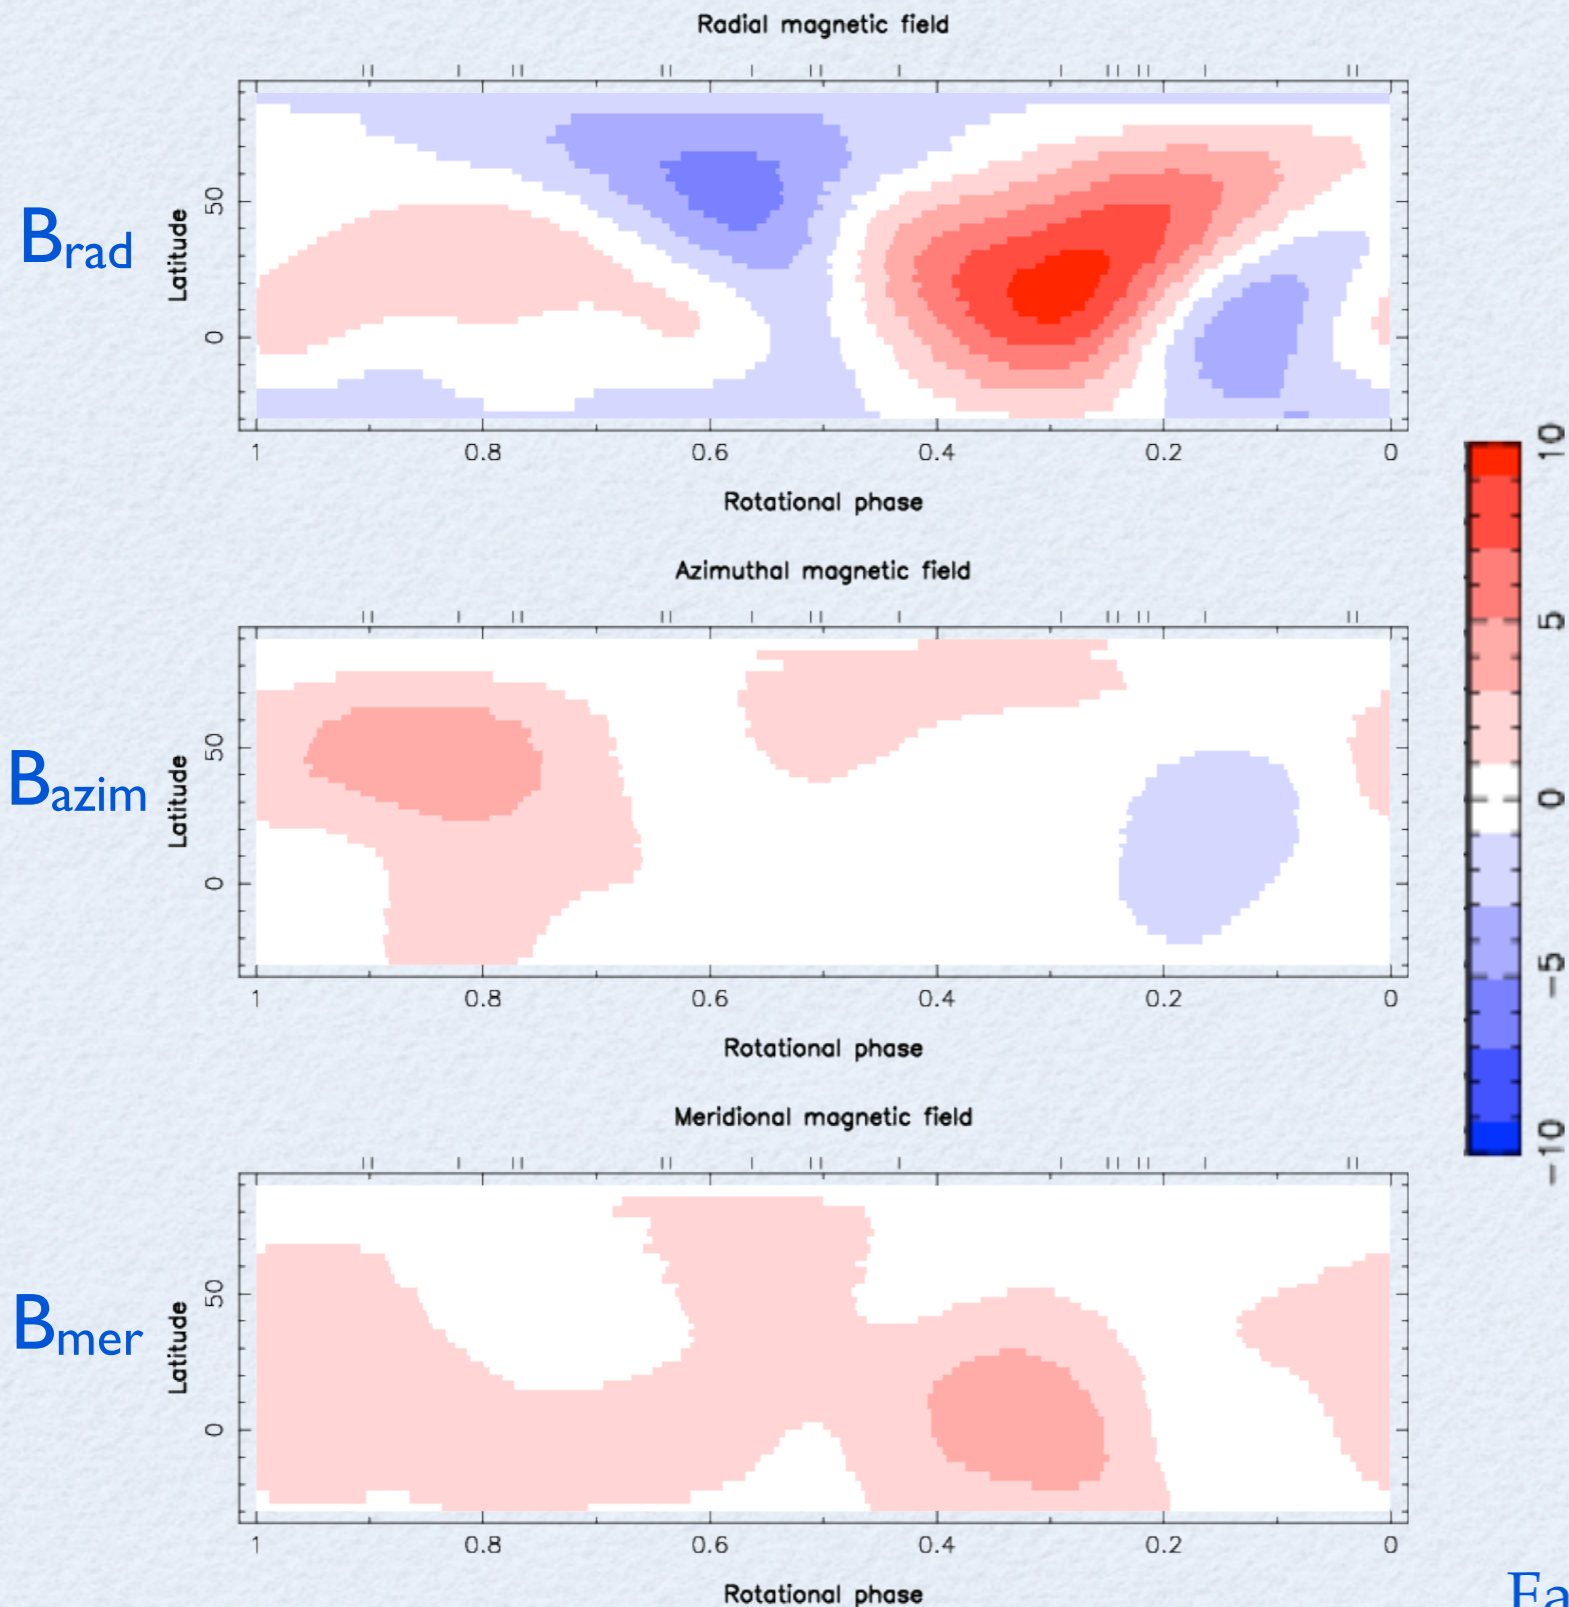 Radial magnetic field
Brad
Latitude
50
0
1 0.8 0.6 0.4 0.2 0
Rotational phase
Azimuthal magnetic field
Bazim
Latitude
50
0
1 0.8 0.6 0.4 0.2 0
Rotational phase
Meridional magnetic field
Bmer
Latitude
50
0
1 0.8 0.6 0.4 0.2 0
Rotational phase
10
5
0
−5
−10
Fa